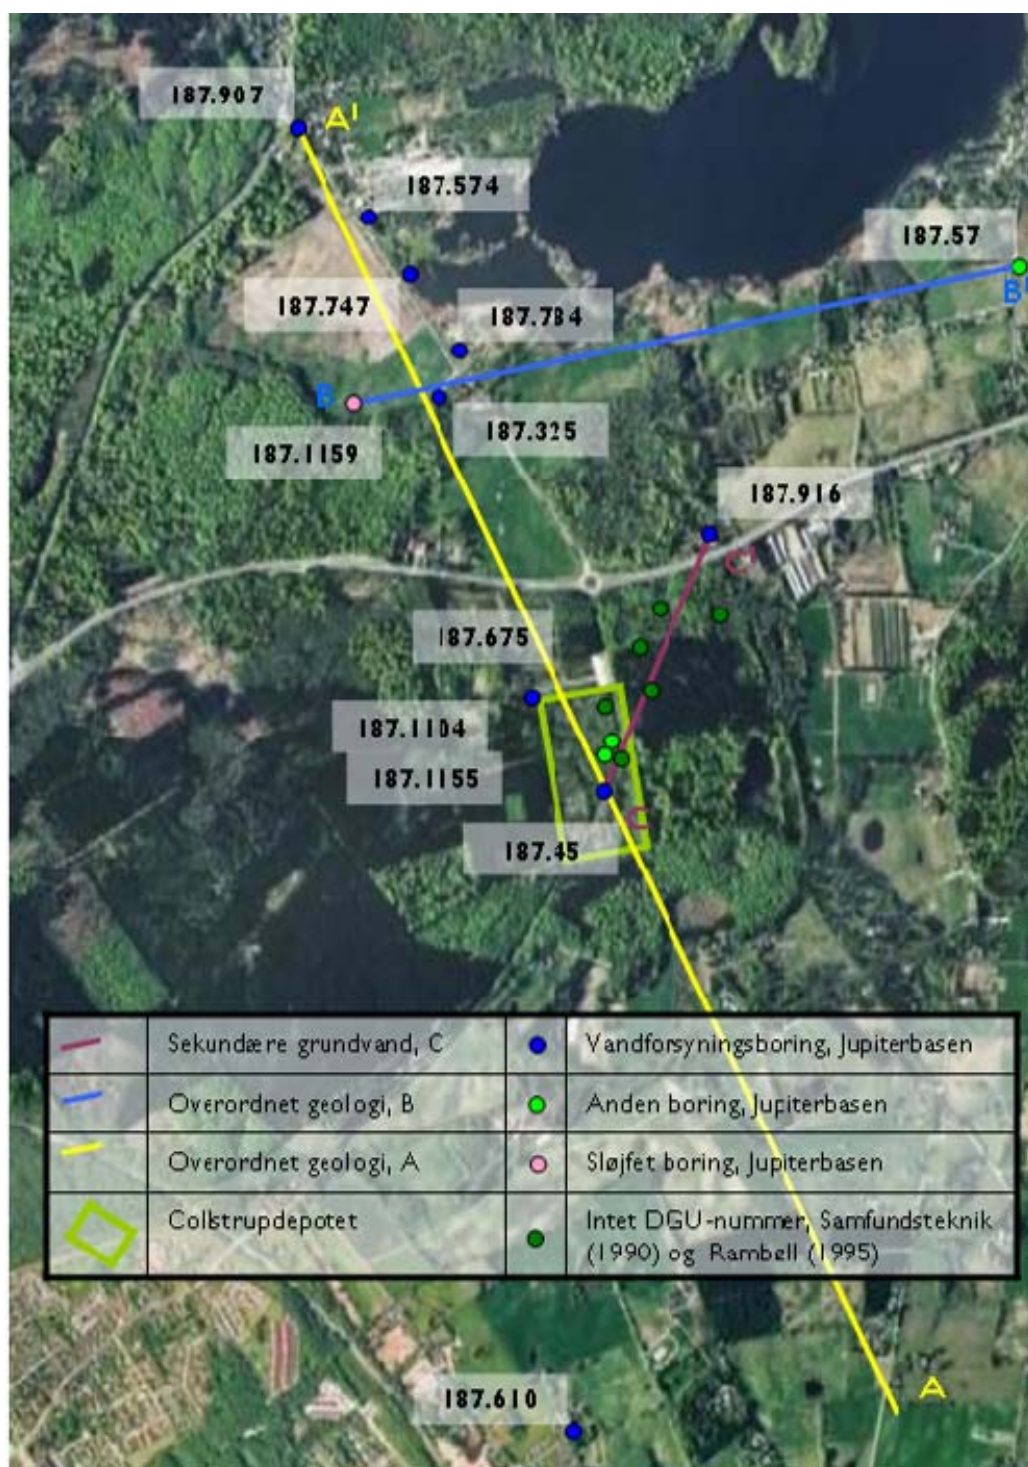 187.907
A'
187.574
187.57
B'
187.747
187.784
B
187.1159
187.325
187.916
C'
187.675
187.1104
187.1155
C
187.45
Sekundære grundvand, C
Vandforsyningsboring, Jupiterbasen
Overordnet geologi, B
Anden boring, Jupiterbasen
Overordnet geologi, A
Sløjfet boring, Jupiterbasen
Collstrupdepotet
Intet DGU-nummer, Samfundsteknik
(1990) og Rambøll (1995)
A
187.610